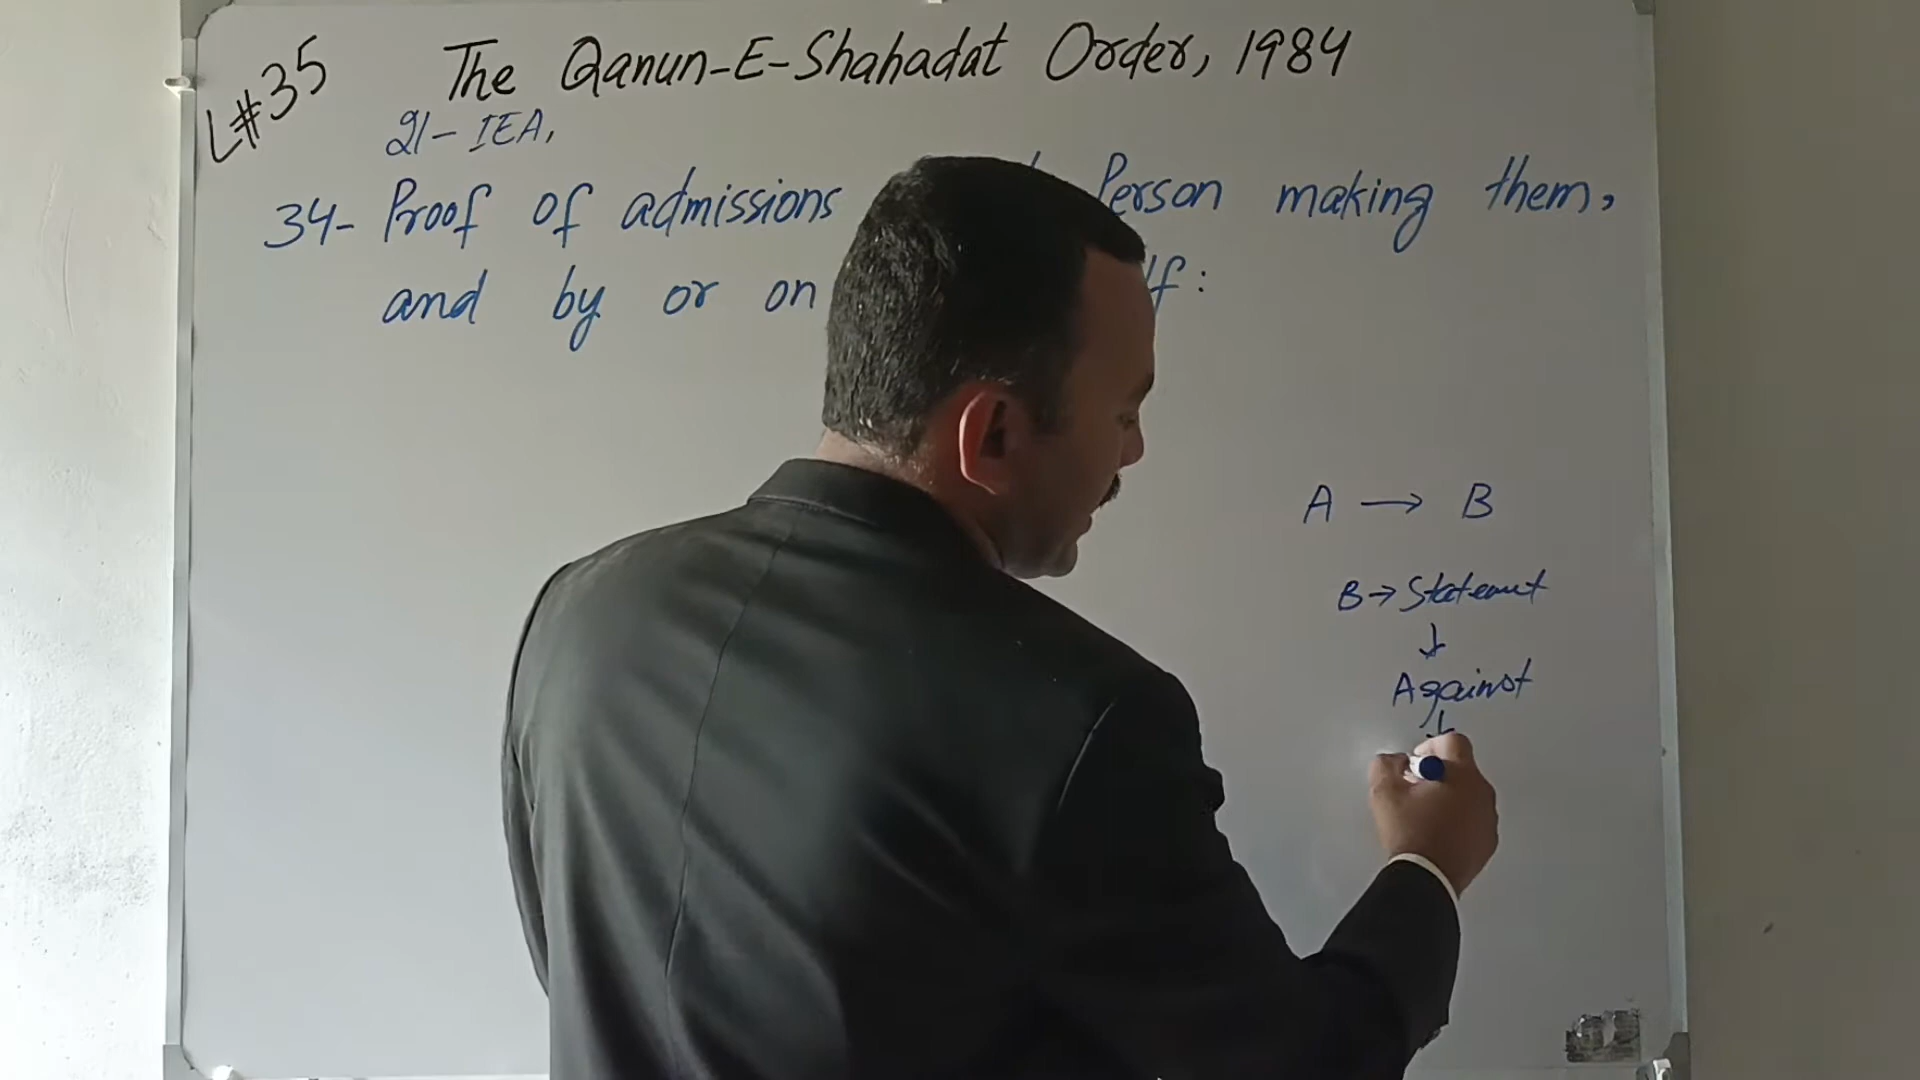 L#35
The Qanun-E-Shahadat Order, 1984
21- IEA,
34- Proof of admissions Person making them,
and by or on lf:
A → B
B → Statement
↓
Against
↓